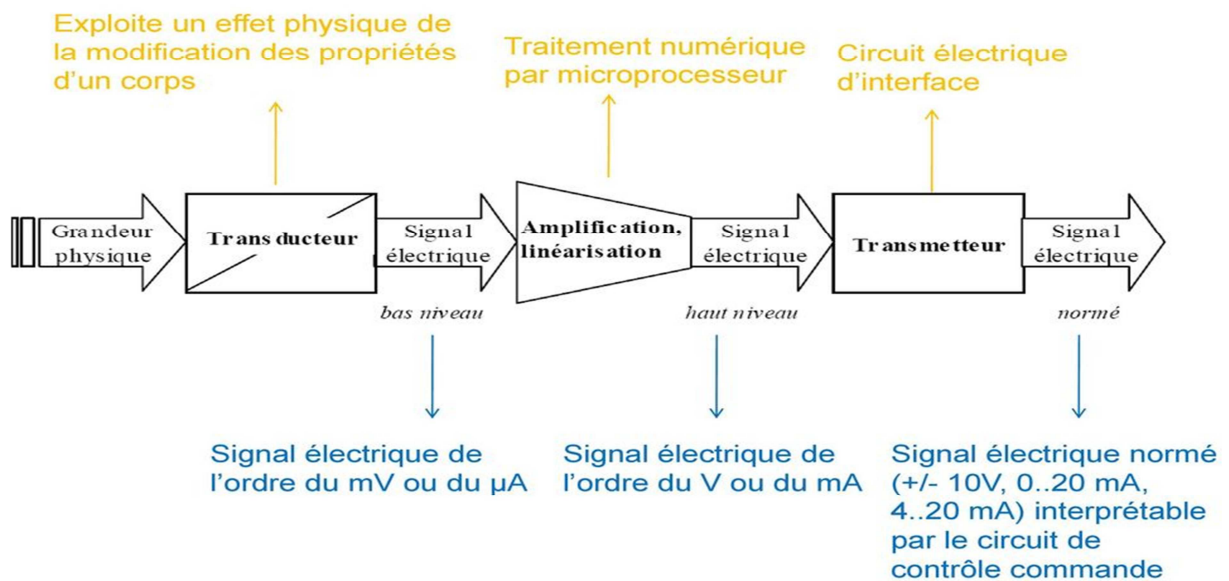 Exploite un effet physique de
la modification des propriétés
d'un corps
Traitement numérique
par microprocesseur
Circuit électrique
d'interface
Grandeur
physique
Transducteur
Signal
électrique
bas niveau
Amplification,
linéarisation
Signal
électrique
haut niveau
Transmetteur
Signal
électrique
normé
Signal électrique de
l'ordre du mV ou du µA
Signal électrique de
l'ordre du V ou du mA
Signal électrique normé
(+/- 10V, 0..20 mA,
4..20 mA) interprétable
par le circuit de
contrôle commande